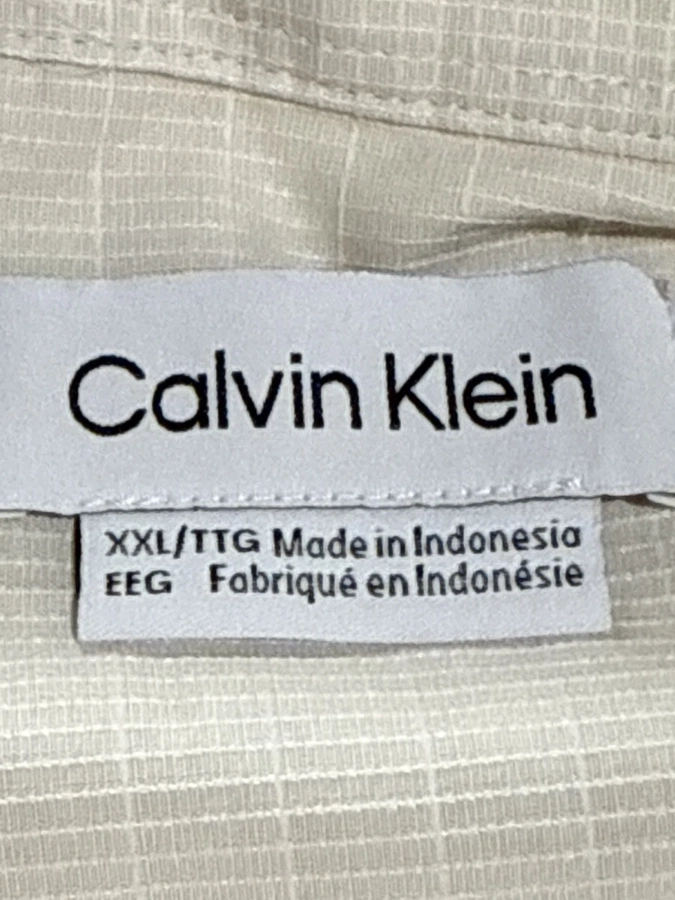 Calvin Klein
XXL/TTG Made in Indonesia
EEG Fabriqué en Indonésie